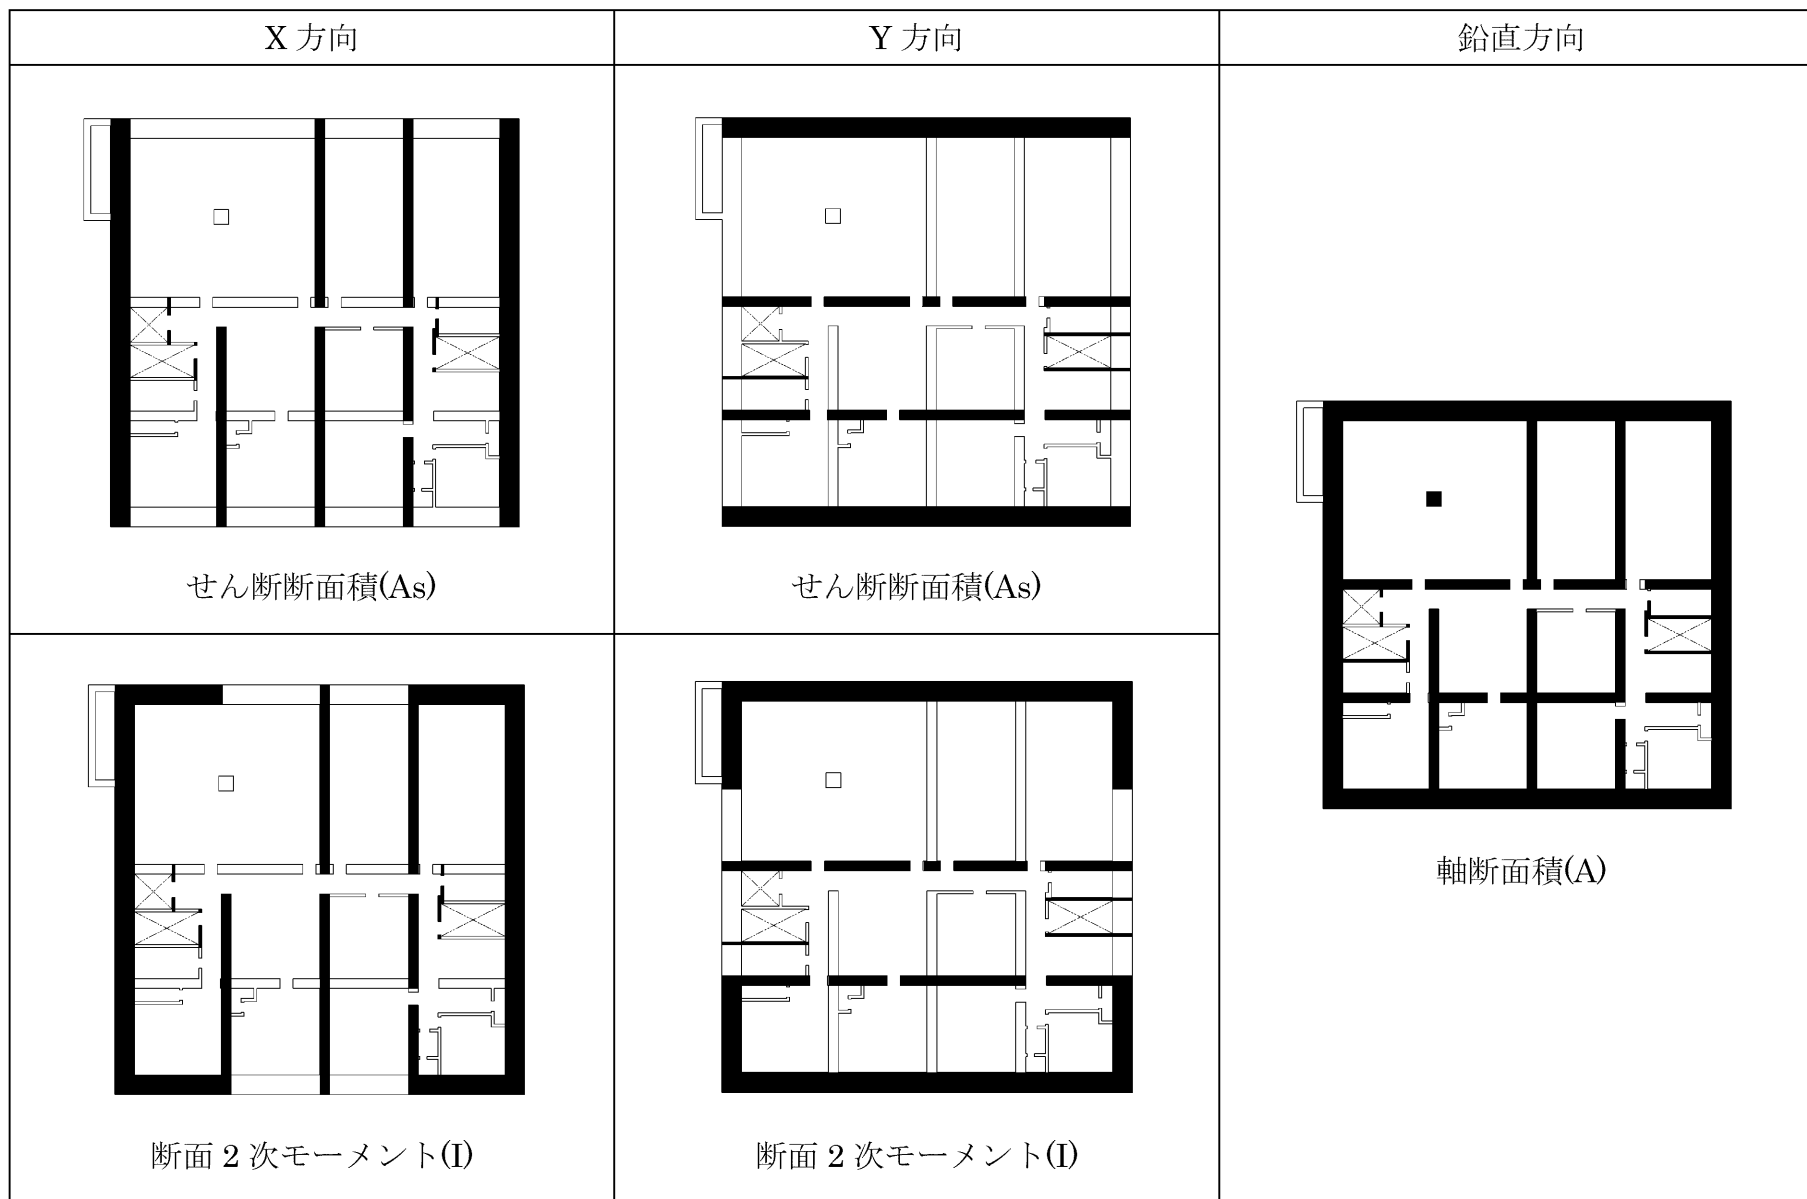 X 方向
Y 方向
鉛直方向
せん断断面積(As)
せん断断面積(As)
軸断面積(A)
断面 2 次モーメント(I)
断面 2 次モーメント(I)